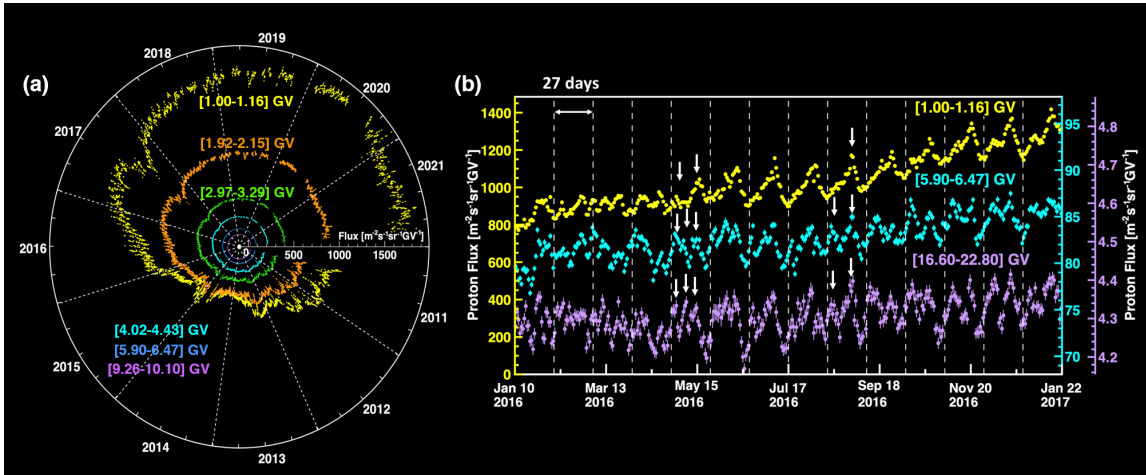 (a)
2019
2018
2020
2017
[1.00-1.16] GV
[1.92-2.15] GV
2021
[2.97-3.29] GV
2016
Flux [m⁻²s⁻¹sr⁻¹GV⁻¹]
0 500 1000 1500
2011
[4.02-4.43] GV
[5.90-6.47] GV
[9.26-10.10] GV
2015
2012
2014
2013
(b)
27 days
Proton Flux [m⁻²s⁻¹sr⁻¹GV⁻¹]
1400
1200
1000
800
600
400
200
0
[1.00-1.16] GV
[5.90-6.47] GV
[16.60-22.80] GV
95
90
85
80
75
70
Proton Flux [m⁻²s⁻¹sr⁻¹GV⁻¹]
4.8
4.7
4.6
4.5
4.4
4.3
4.2
Proton Flux [m⁻²s⁻¹sr⁻¹GV⁻¹]
Jan 10 Mar 13 May 15 Jul 17 Sep 18 Nov 20 Jan 22
2016 2016 2016 2016 2016 2016 2017